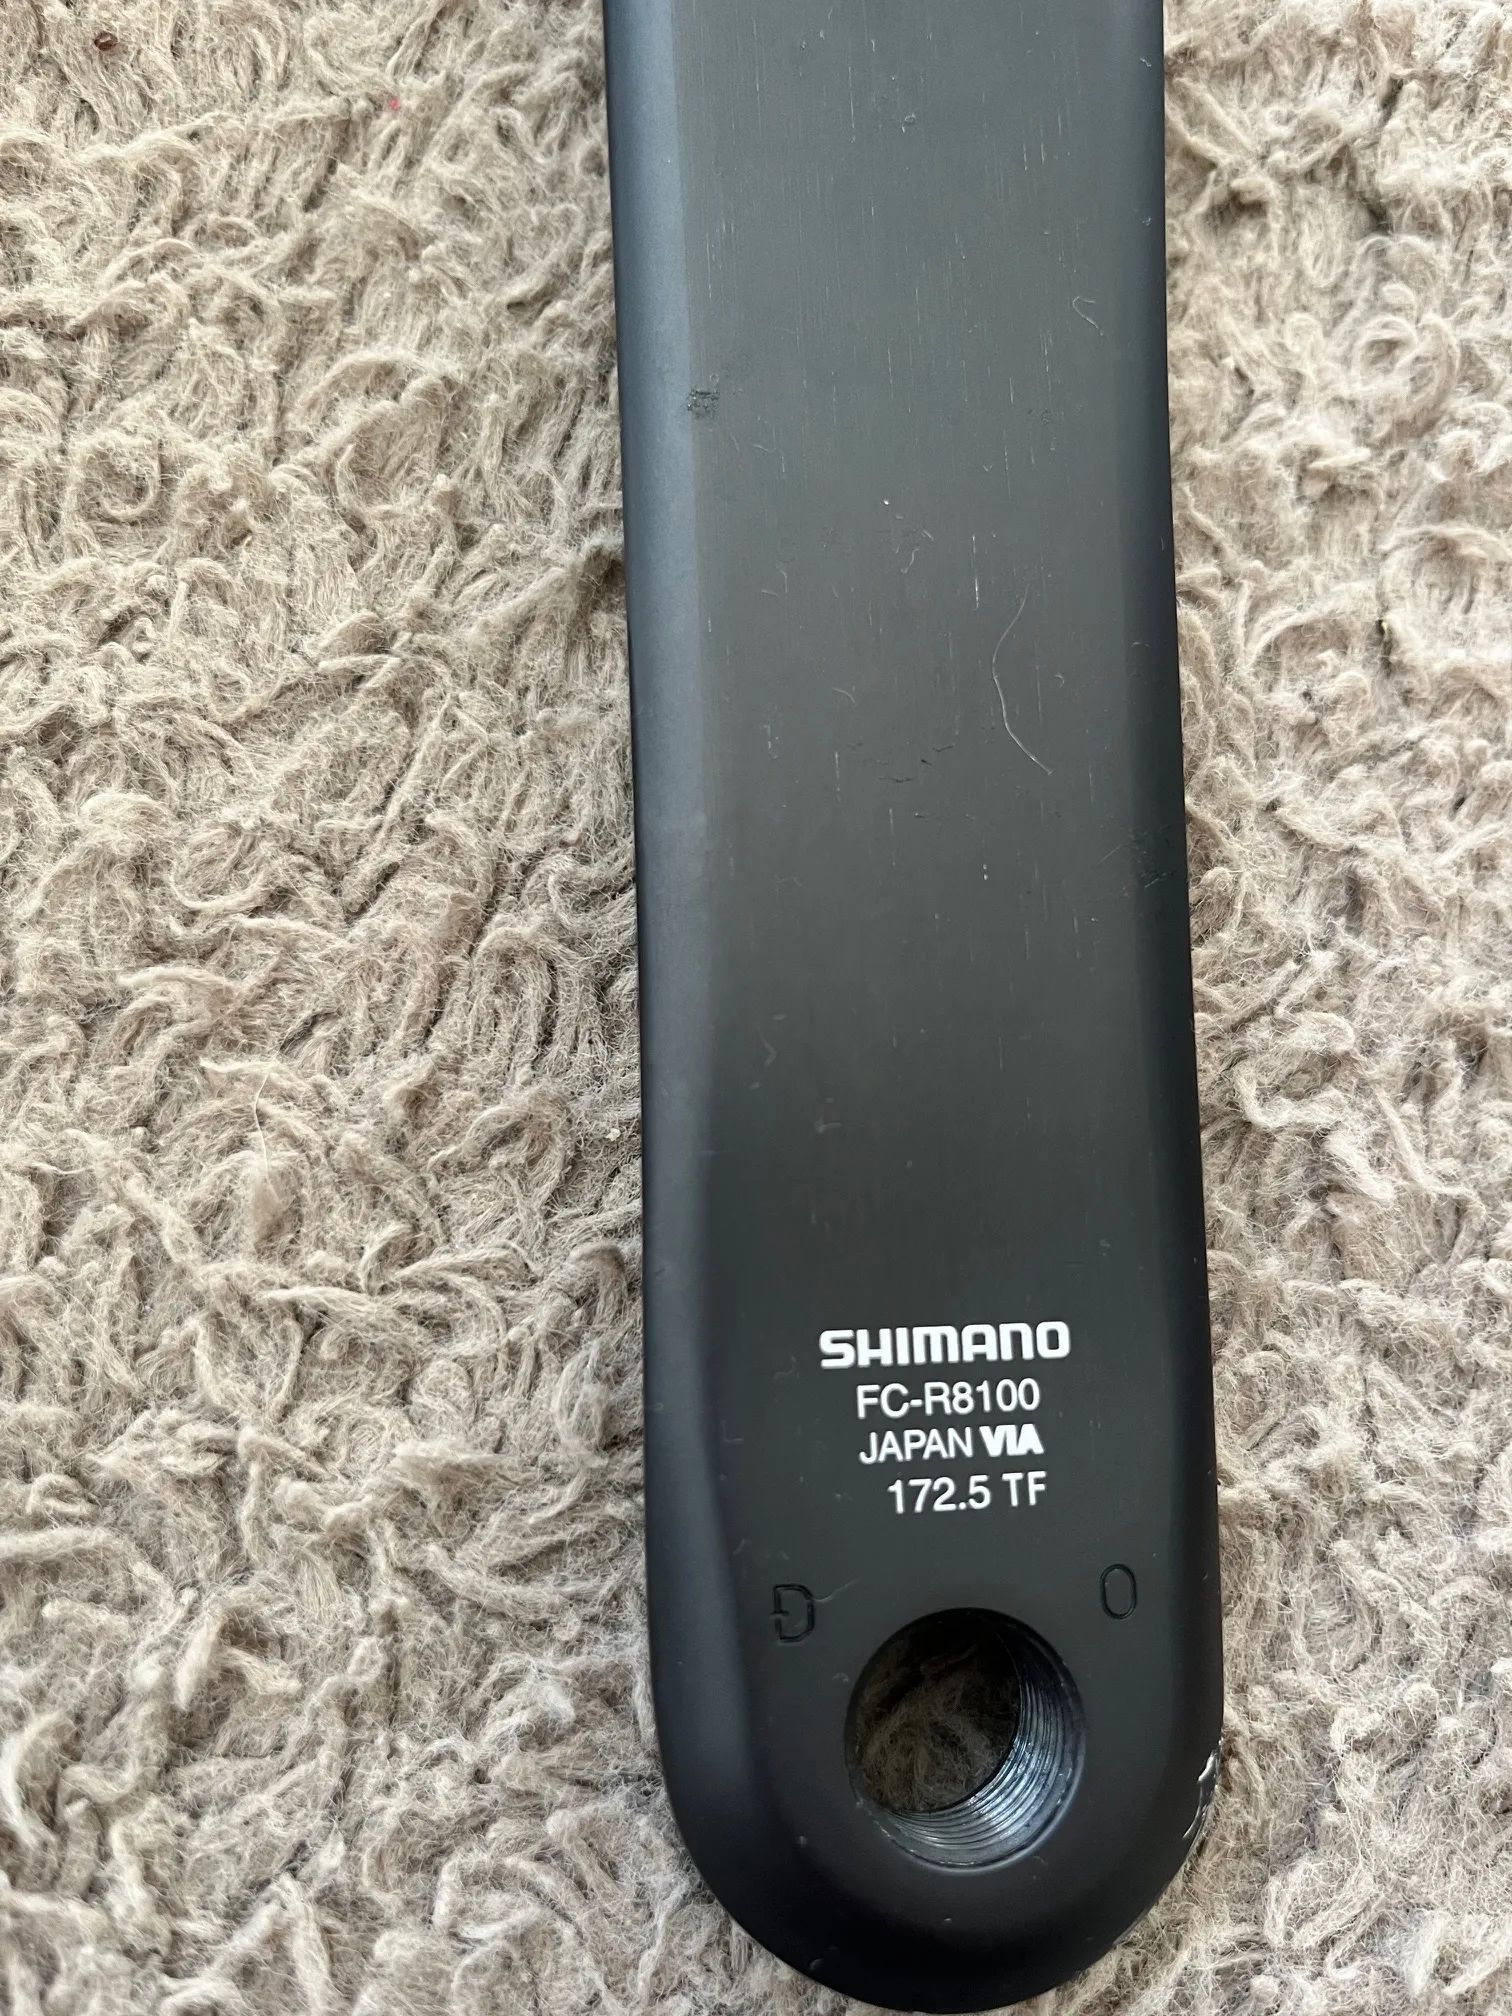 SHIMANO
FC-R8100
JAPAN VIA
172.5 TF
O